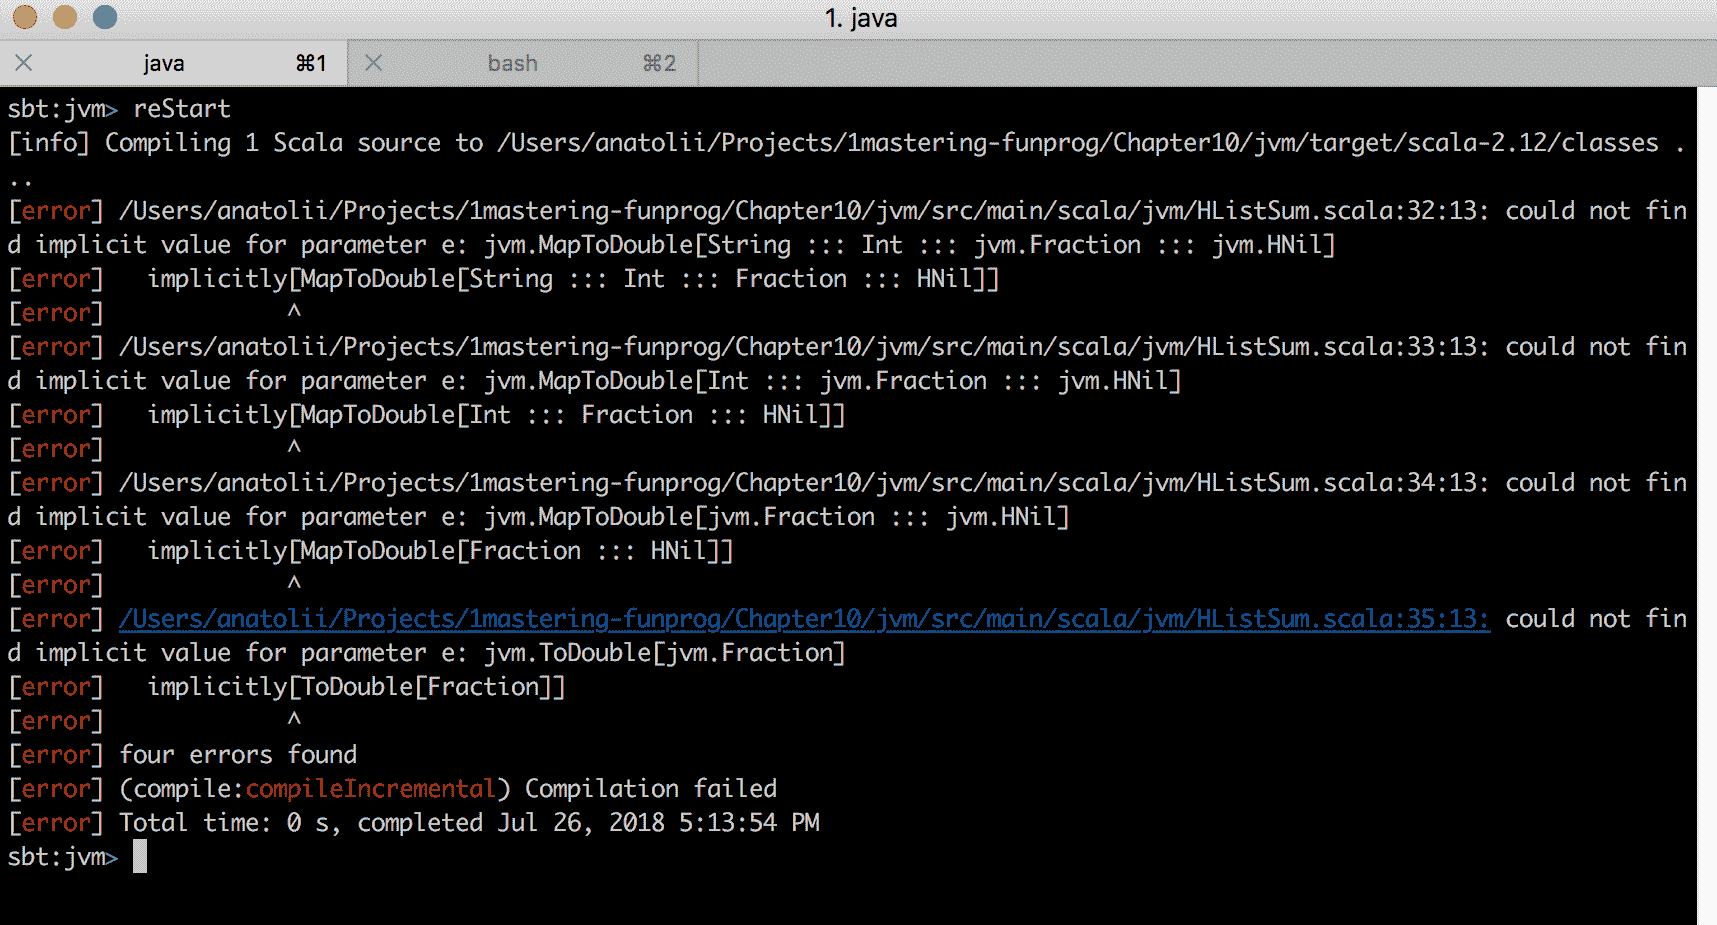 1. java
java ⌘1 bash ⌘2
sbt:jvm> reStart
[info] Compiling 1 Scala source to /Users/anatolii/Projects/1mastering-funprog/Chapter10/jvm/target/scala-2.12/classes .
..
[error] /Users/anatolii/Projects/1mastering-funprog/Chapter10/jvm/src/main/scala/jvm/HListSum.scala:32:13: could not fin
d implicit value for parameter e: jvm.MapToDouble[String ::: Int ::: jvm.Fraction ::: jvm.HNil]
[error]   implicitly[MapToDouble[String ::: Int ::: Fraction ::: HNil]]
[error]             ^
[error] /Users/anatolii/Projects/1mastering-funprog/Chapter10/jvm/src/main/scala/jvm/HListSum.scala:33:13: could not fin
d implicit value for parameter e: jvm.MapToDouble[Int ::: jvm.Fraction ::: jvm.HNil]
[error]   implicitly[MapToDouble[Int ::: Fraction ::: HNil]]
[error]             ^
[error] /Users/anatolii/Projects/1mastering-funprog/Chapter10/jvm/src/main/scala/jvm/HListSum.scala:34:13: could not fin
d implicit value for parameter e: jvm.MapToDouble[jvm.Fraction ::: jvm.HNil]
[error]   implicitly[MapToDouble[Fraction ::: HNil]]
[error]             ^
[error] /Users/anatolii/Projects/1mastering-funprog/Chapter10/jvm/src/main/scala/jvm/HListSum.scala:35:13: could not fin
d implicit value for parameter e: jvm.ToDouble[jvm.Fraction]
[error]   implicitly[ToDouble[Fraction]]
[error]             ^
[error] four errors found
[error] (compile:compileIncremental) Compilation failed
[error] Total time: 0 s, completed Jul 26, 2018 5:13:54 PM
sbt:jvm>